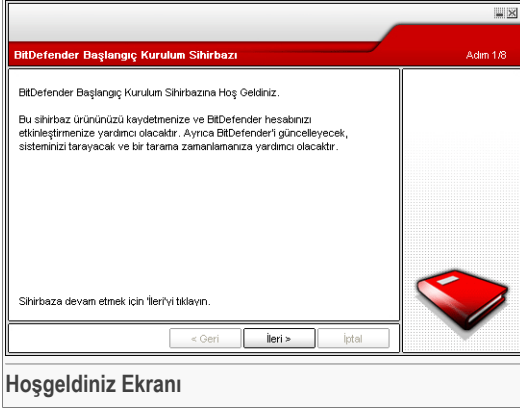 BitDefender Başlangıç Kurulum Sihirbazı
Adım 1/8
BitDefender Başlangıç Kurulum Sihirbazına Hoş Geldiniz.
Bu sihirbaz ürününüzü kaydetmenize ve BitDefender hesabınızı
etkinleştirmenize yardımcı olacaktır. Ayrıca BitDefender'i güncelleyecek,
sisteminizi tarayacak ve bir tarama zamanlamanıza yardımcı olacaktır.
Sihirbaza devam etmek için 'İleri'yi tıklayın.
< Geri
İleri >
İptal
Hoşgeldiniz Ekranı